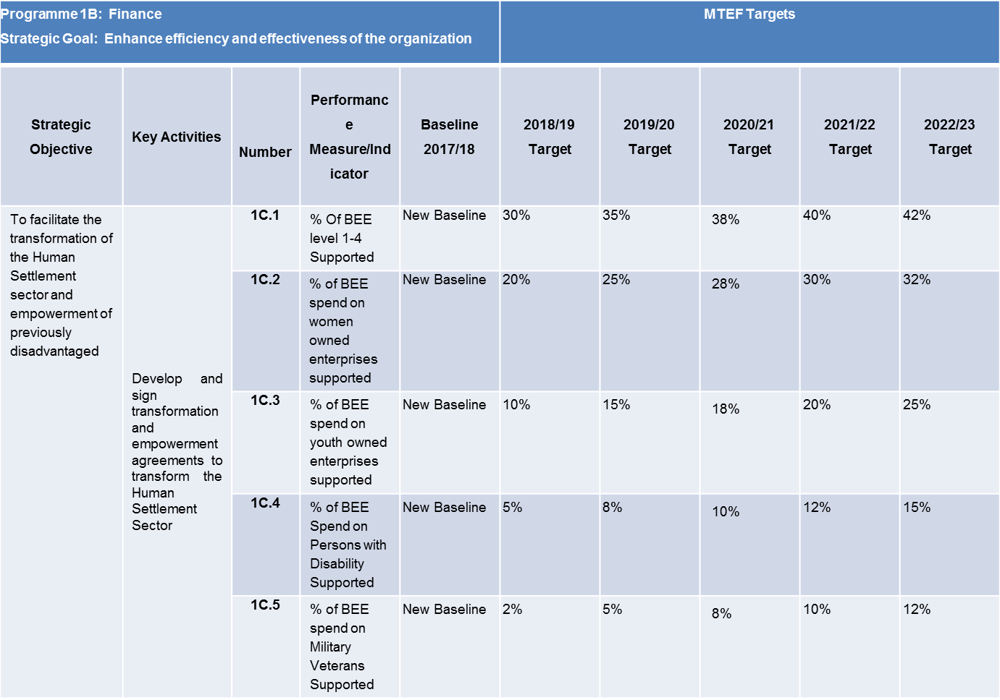 Programme 1B: Finance
Strategic Goal: Enhance efficiency and effectiveness of the organization
MTEF Targets
Strategic
Objective
Key Activities
Number
Performanc
e
Measure/Ind
icator
Baseline
2017/18
2018/19
Target
2019/20
Target
2020/21
Target
2021/22
Target
2022/23
Target
To facilitate the
transformation of
the Human
Settlement
sector and
empowerment of
previously
disadvantaged
Develop and
sign
transformation
and
empowerment
agreements to
transform the
Human
Settlement
Sector
1C.1
% Of BEE
level 1-4
Supported
New Baseline
30%
35%
38%
40%
42%
1C.2
% of BEE
spend on
women
owned
enterprises
supported
New Baseline
20%
25%
28%
30%
32%
1C.3
% of BEE
spend on
youth owned
enterprises
supported
New Baseline
10%
15%
18%
20%
25%
1C.4
% of BEE
Spend on
Persons with
Disability
Supported
New Baseline
5%
8%
10%
12%
15%
1C.5
% of BEE
spend on
Military
Veterans
Supported
New Baseline
2%
5%
8%
10%
12%